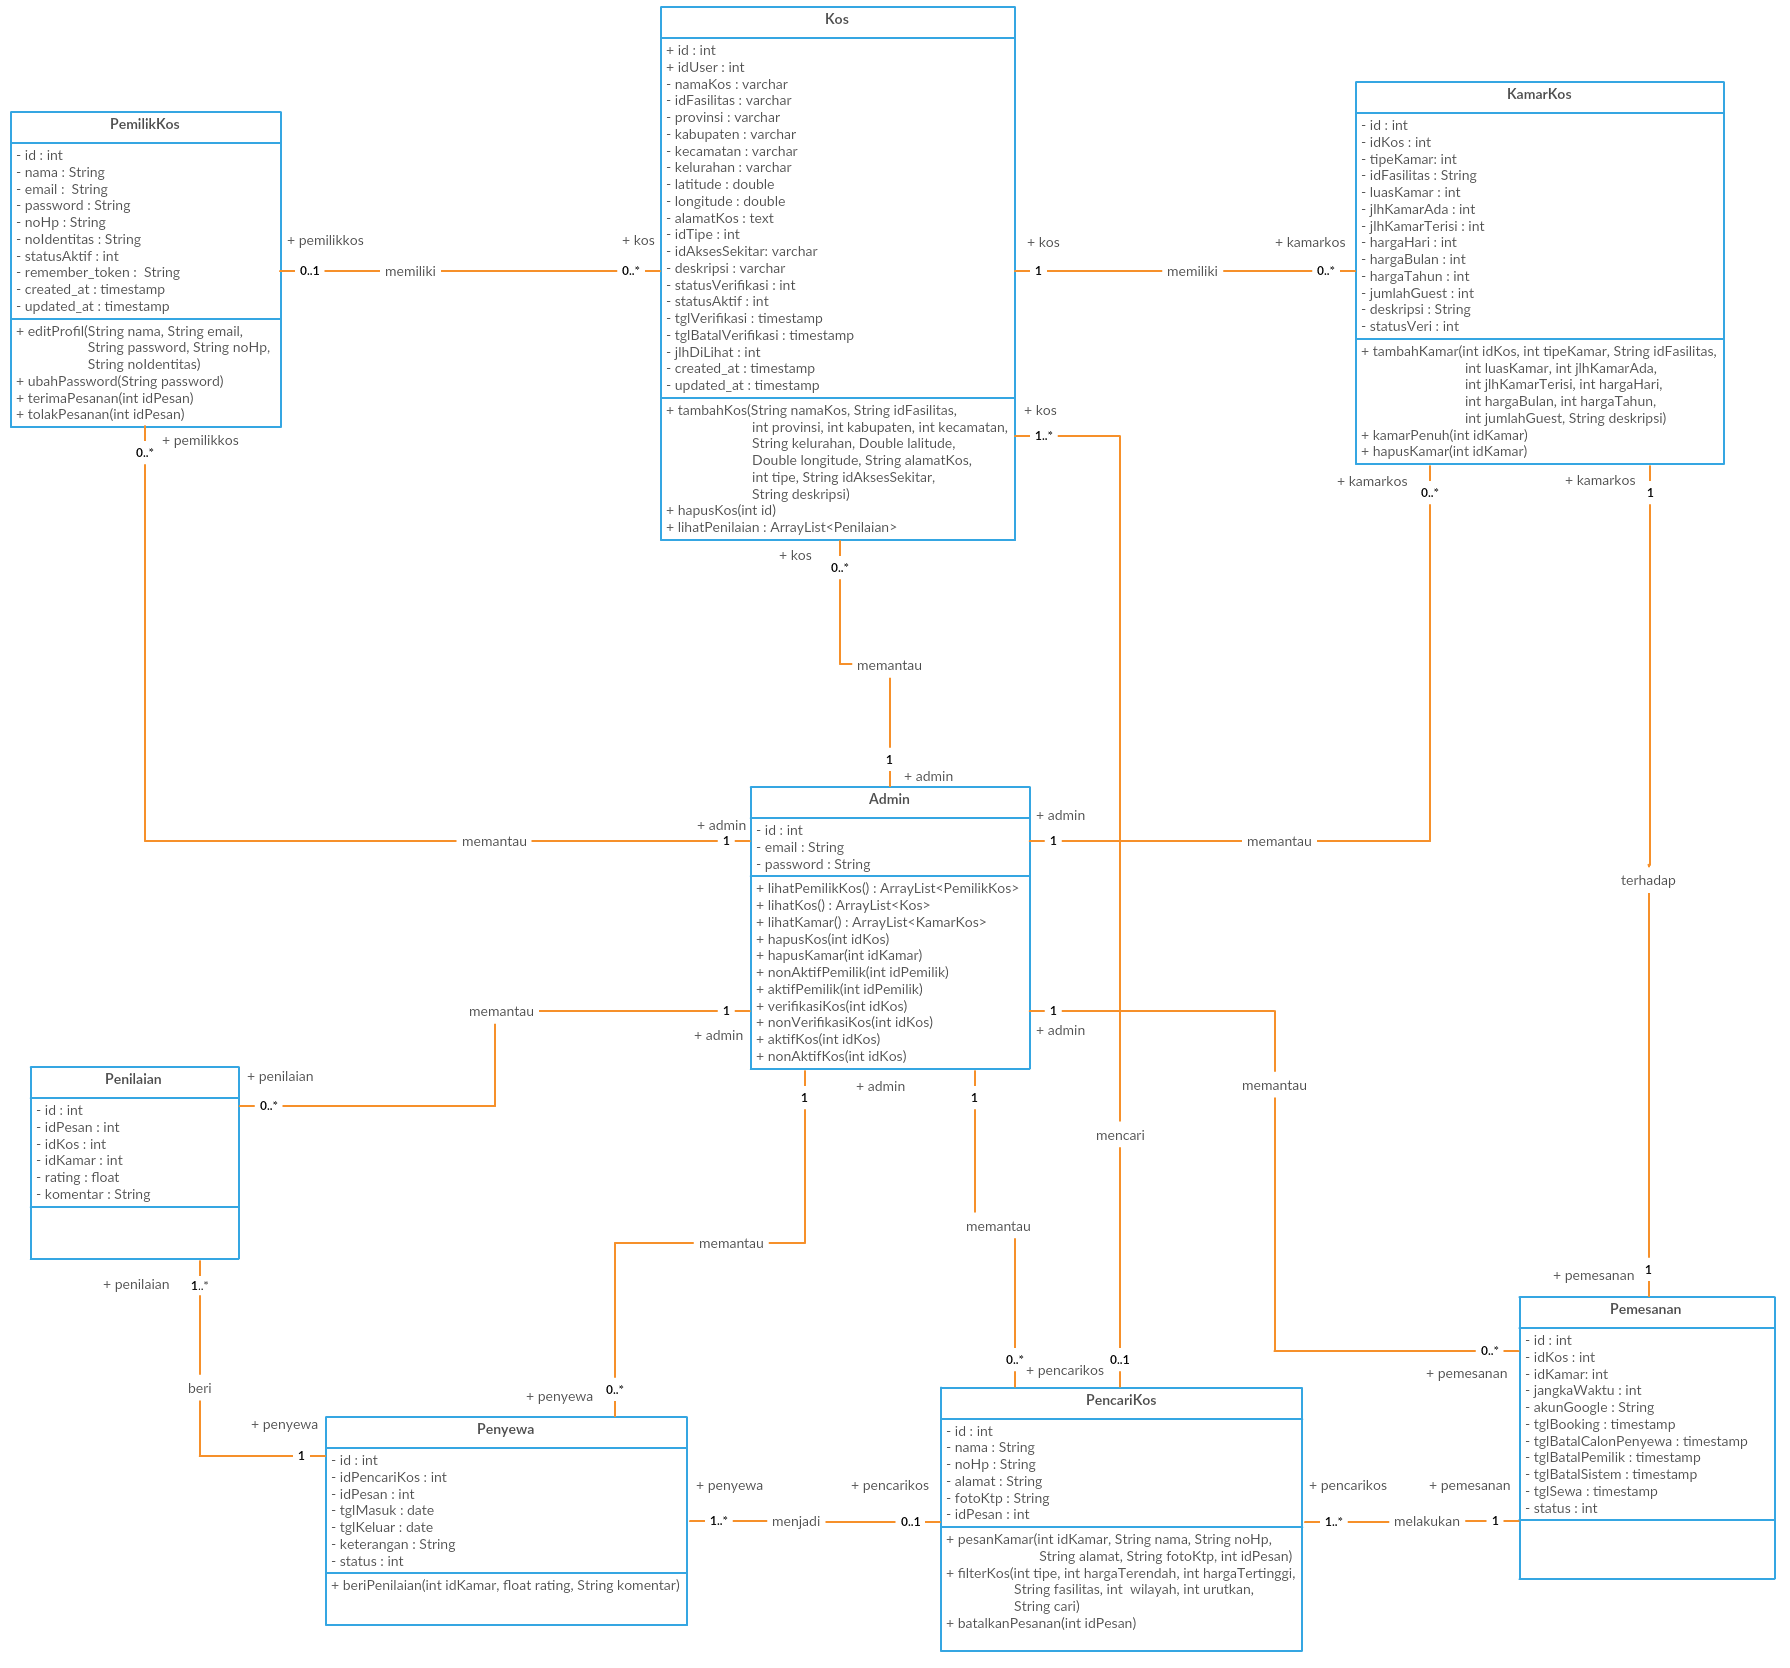 Kos
+ id : int
+ idUser : int
- namaKos : varchar
- idFasilitas : varchar
- provinsi : varchar
- kabupaten : varchar
- kecamatan : varchar
- kelurahan : varchar
- latitude : double
- longitude : double
- alamatKos : text
- idTipe : int
- idAksesSekitar: varchar
- deskripsi : varchar
- statusVerifikasi : int
- statusAktif : int
- tglVerifikasi : timestamp
- tglBatalVerifikasi : timestamp
- jlhDiLihat : int
- created_at : timestamp
- updated_at : timestamp
+ tambahKos(String namaKos, String idFasilitas,
int provinsi, int kabupaten, int kecamatan,
String kelurahan, Double lalitude,
Double longitude, String alamatKos,
int tipe, String idAksesSekitar,
String deskripsi)
+ hapusKos(int id)
+ lihatPenilaian : ArrayList<Penilaian>
PemilikKos
- id : int
- nama : String
- email :  String
- password : String
- noHp : String
- noIdentitas : String
- statusAktif : int
- remember_token :  String
- created_at : timestamp
- updated_at : timestamp
+ editProfil(String nama, String email,
String password, String noHp,
String noIdentitas)
+ ubahPassword(String password)
+ terimaPesanan(int idPesan)
+ tolakPesanan(int idPesan)
KamarKos
- id : int
- idKos : int
- tipeKamar: int
- idFasilitas : String
- luasKamar : int
- jlhKamarAda : int
- jlhKamarTerisi : int
- hargaHari : int
- hargaBulan : int
- hargaTahun : int
- jumlahGuest : int
- deskripsi : String
- statusVeri : int
+ tambahKamar(int idKos, int tipeKamar, String idFasilitas,
int luasKamar, int jlhKamarAda,
int jlhKamarTerisi, int hargaHari,
int hargaBulan, int hargaTahun,
int jumlahGuest, String deskripsi)
+ kamarPenuh(int idKamar)
+ hapusKamar(int idKamar)
+ pemilikkos
+ kos
0..1
memiliki
0..*
+ kos
+ kamarkos
1
memiliki
0..*
+ kos
1..*
+ pemilikkos
0..*
+ kamarkos
0..*
+ kamarkos
1
+ kos
0..*
memantau
1
+ admin
Admin
- id : int
- email : String
- password : String
+ lihatPemilikKos() : ArrayList<PemilikKos>
+ lihatKos() : ArrayList<Kos>
+ lihatKamar() : ArrayList<KamarKos>
+ hapusKos(int idKos)
+ hapusKamar(int idKamar)
+ nonAktifPemilik(int idPemilik)
+ aktifPemilik(int idPemilik)
+ verifikasiKos(int idKos)
+ nonVerifikasiKos(int idKos)
+ aktifKos(int idKos)
+ nonAktifKos(int idKos)
+ admin
memantau
1
+ admin
1
memantau
terhadap
memantau
1
+ admin
1
+ admin
memantau
+ penilaian
0..*
Penilaian
- id : int
- idPesan : int
- idKos : int
- idKamar : int
- rating : float
- komentar : String
+ admin
1
1
mencari
memantau
memantau
+ penilaian
1..*
beri
+ penyewa
1
+ penyewa
0..*
0..*
+ pencarikos
0..1
+ pemesanan
1
0..*
+ pemesanan
Pemesanan
- id : int
- idKos : int
- idKamar: int
- jangkaWaktu : int
- akunGoogle : String
- tglBooking : timestamp
- tglBatalCalonPenyewa : timestamp
- tglBatalPemilik : timestamp
- tglBatalSistem : timestamp
- tglSewa : timestamp
- status : int
Penyewa
- id : int
- idPencariKos : int
- idPesan : int
- tglMasuk : date
- tglKeluar : date
- keterangan : String
- status : int
+ beriPenilaian(int idKamar, float rating, String komentar)
+ penyewa
+ pencarikos
1..*
menjadi
0..1
PencariKos
- id : int
- nama : String
- noHp : String
- alamat : String
- fotoKtp : String
- idPesan : int
+ pesanKamar(int idKamar, String nama, String noHp,
String alamat, String fotoKtp, int idPesan)
+ filterKos(int tipe, int hargaTerendah, int hargaTertinggi,
String fasilitas, int  wilayah, int urutkan,
String cari)
+ batalkanPesanan(int idPesan)
+ pencarikos
+ pemesanan
1..*
melakukan
1